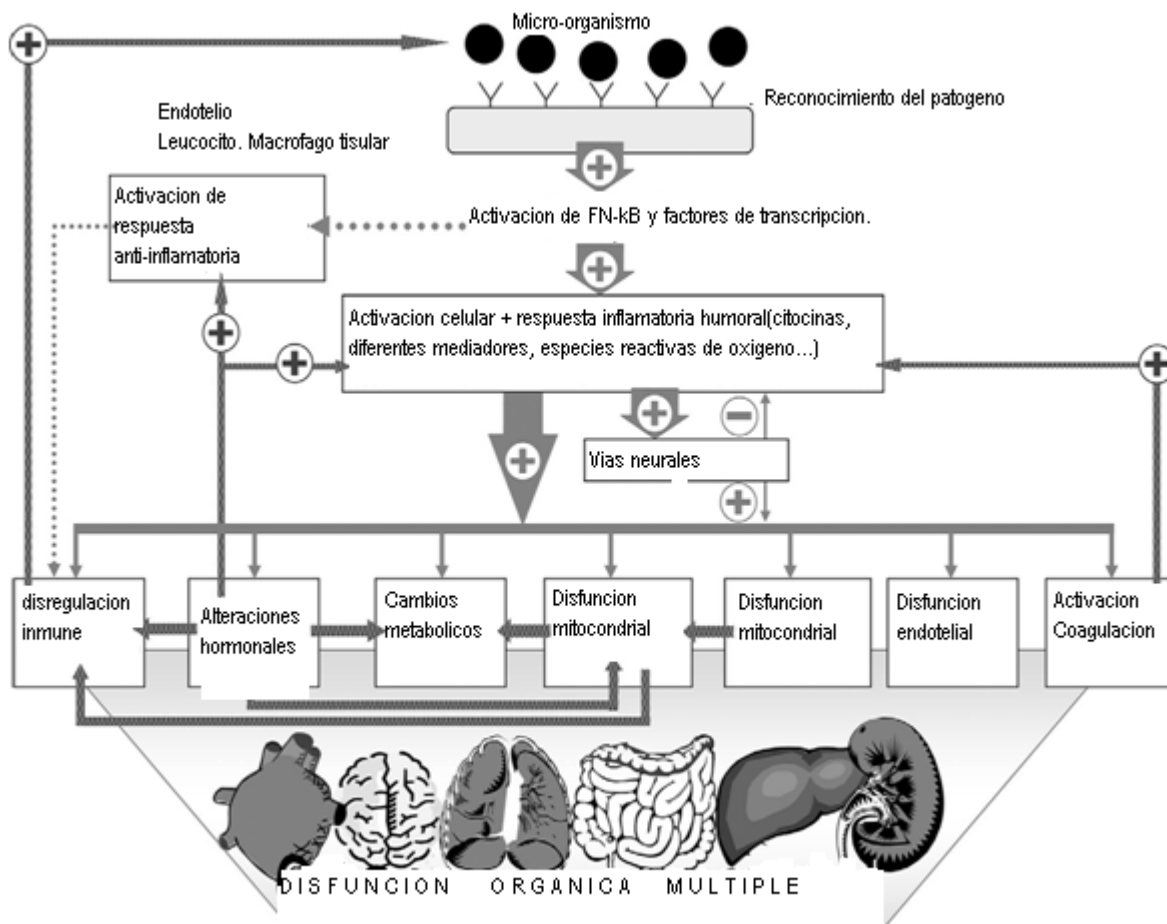 Micro-organismo
. Reconocimiento del patogeno
Endotelio
Leucocito. Macrofago tisular
Activacion de
respuesta
anti-inflamatoria
Activacion de FN-kB y factores de transcripcion.
Activacion celular + respuesta inflamatoria humoral(citocinas,
diferentes mediadores, especies reactivas de oxigeno...)
Vias neurales
disregulacion
inmune
Alteraciones
hormonales
Cambios
metabolicos
Disfuncion
mitocondrial
Disfuncion
mitocondrial
Disfuncion
endotelial
Activacion
Coagulacion
DISFUNCION ORGANICA MULTIPLE